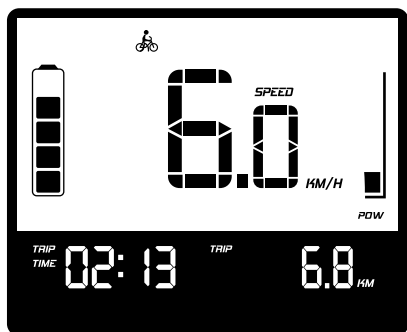 SPEED
6.0 KM/H
POW
TRIP TIME 02:13
TRIP 6.8 KM